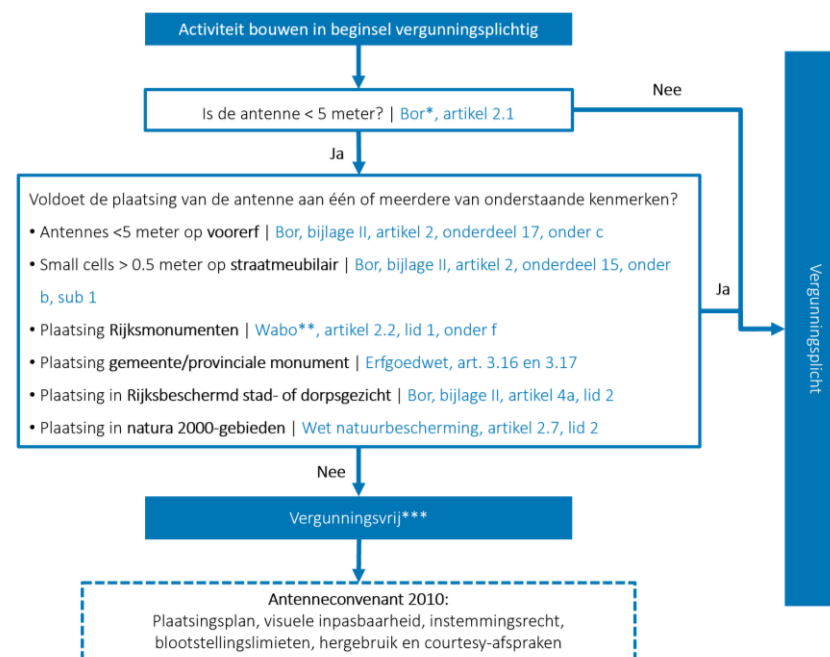 Activiteit bouwen in beginsel vergunningsplichtig
Is de antenne < 5 meter? | Bor*, artikel 2.1
Nee
Ja
Voldoet de plaatsing van de antenne aan één of meerdere van onderstaande kenmerken?
• Antennes <5 meter op voorerf | Bor, bijlage II, artikel 2, onderdeel 17, onder c
• Small cells > 0.5 meter op straatmeubilair | Bor, bijlage II, artikel 2, onderdeel 15, onder
b, sub 1
• Plaatsing Rijksmonumenten | Wabo**, artikel 2.2, lid 1, onder f
• Plaatsing gemeente/provinciale monument | Erfgoedwet, art. 3.16 en 3.17
• Plaatsing in Rijksbeschermd stad- of dorpsgezicht | Bor, bijlage II, artikel 4a, lid 2
• Plaatsing in natura 2000-gebieden | Wet natuurbescherming, artikel 2.7, lid 2
Ja
Vergunningsplicht
Nee
Vergunningsvrij***
Antenneconvenant 2010:
Plaatsingsplan, visuele inpasbaarheid, instemmingsrecht,
blootstellingslimieten, hergebruik en courtesy-afspraken